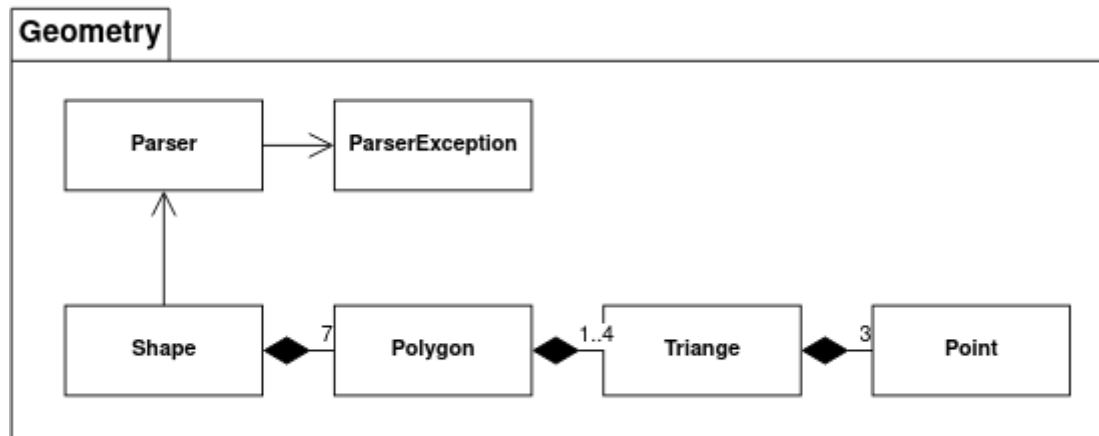 Geometry
Parser
ParserException
Shape
7
Polygon
1..4
Triange
3
Point